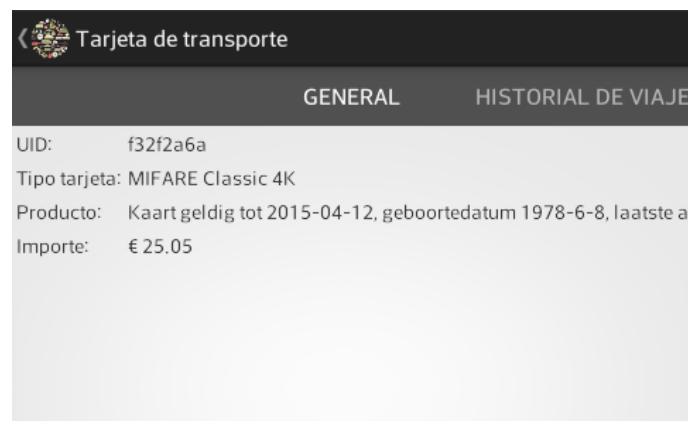 Tarjeta de transporte
GENERAL HISTORIAL DE VIAJE
UID: f32f2a6a
Tipo tarjeta: MIFARE Classic 4K
Producto: Kaart geldig tot 2015-04-12, geboortedatum 1978-6-8, laatste a
Importe: € 25.05